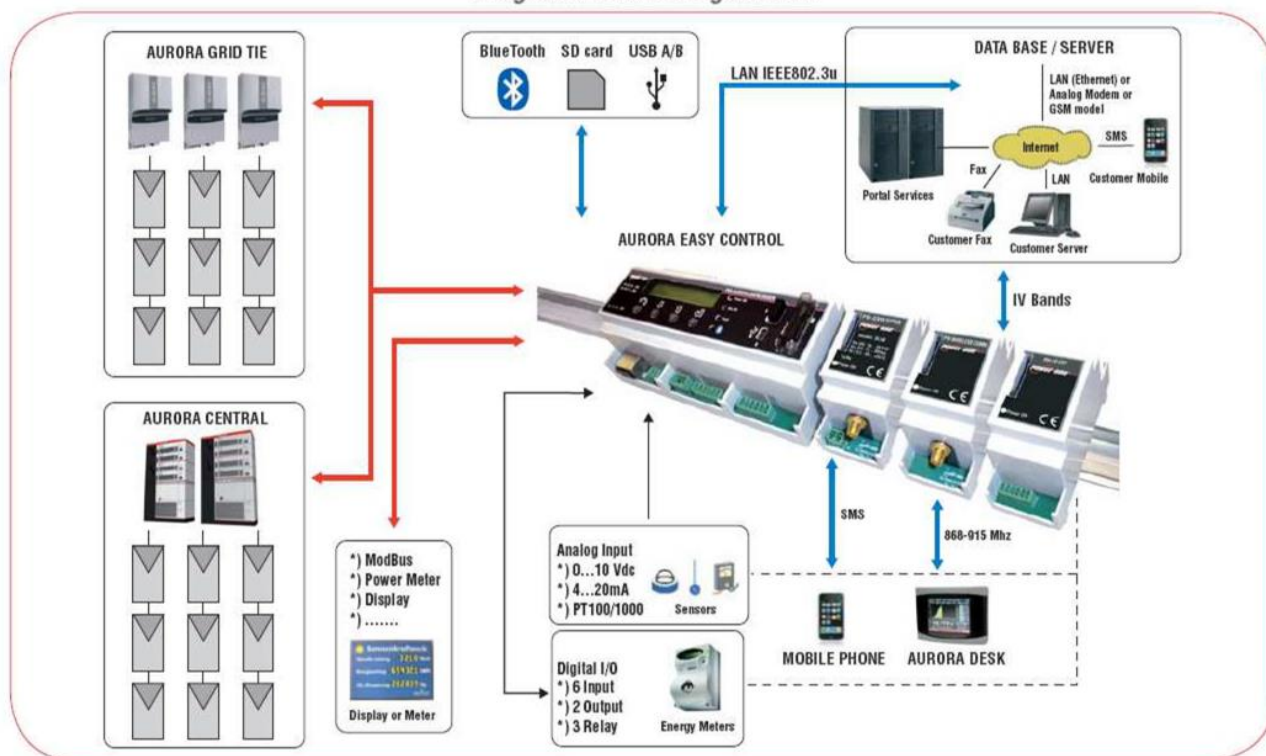 AURORA GRID TIE
BlueTooth
SD card
USB A/B
LAN IEEE802.3u
DATA BASE / SERVER
LAN (Ethernet) or
Analog Modem or
GSM model
Internet
SMS
Customer Mobile
Portal Services
Fax
LAN
Customer Fax
Customer Server
AURORA EASY CONTROL
IV Bands
AURORA CENTRAL
*) ModBus
*) Power Meter
*) Display
*) .......
Display or Meter
Analog Input
*) 0...10 Vdc
*) 4...20mA
*) PT100/1000
Sensors
Digital I/O
*) 6 Input
*) 2 Output
*) 3 Relay
Energy Meters
SMS
868-915 Mhz
MOBILE PHONE
AURORA DESK